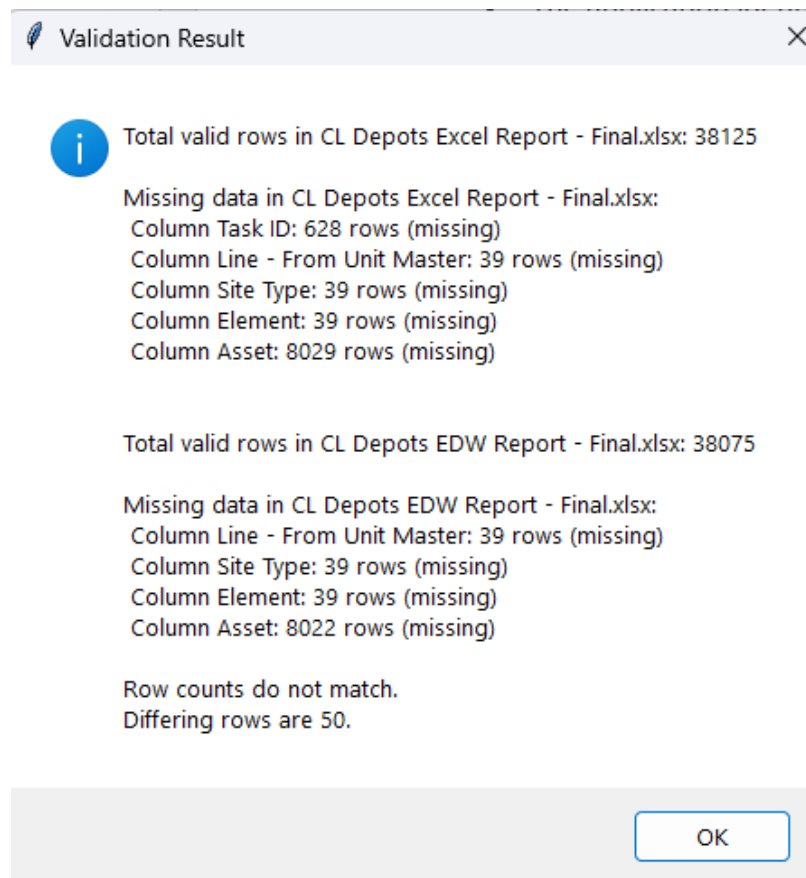 Validation Result
Total valid rows in CL Depots Excel Report - Final.xlsx: 38125
Missing data in CL Depots Excel Report - Final.xlsx:
Column Task ID: 628 rows (missing)
Column Line - From Unit Master: 39 rows (missing)
Column Site Type: 39 rows (missing)
Column Element: 39 rows (missing)
Column Asset: 8029 rows (missing)
Total valid rows in CL Depots EDW Report - Final.xlsx: 38075
Missing data in CL Depots EDW Report - Final.xlsx:
Column Line - From Unit Master: 39 rows (missing)
Column Site Type: 39 rows (missing)
Column Element: 39 rows (missing)
Column Asset: 8022 rows (missing)
Row counts do not match.
Differing rows are 50.
OK